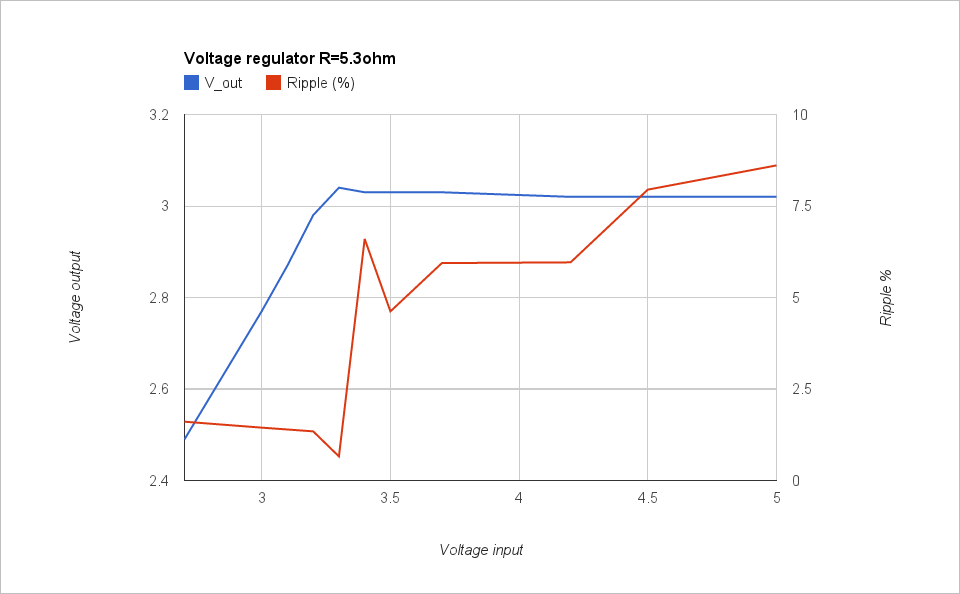 Voltage regulator R=5.3ohm
V_out Ripple (%)
3.2 10
3 7.5
2.8 5
2.6 2.5
2.4 0
Voltage output
Ripple %
3 3.5 4 4.5 5
Voltage input